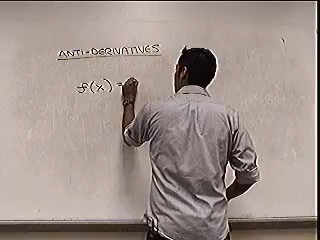 ANTI-DERIVATIVES
f(x) =